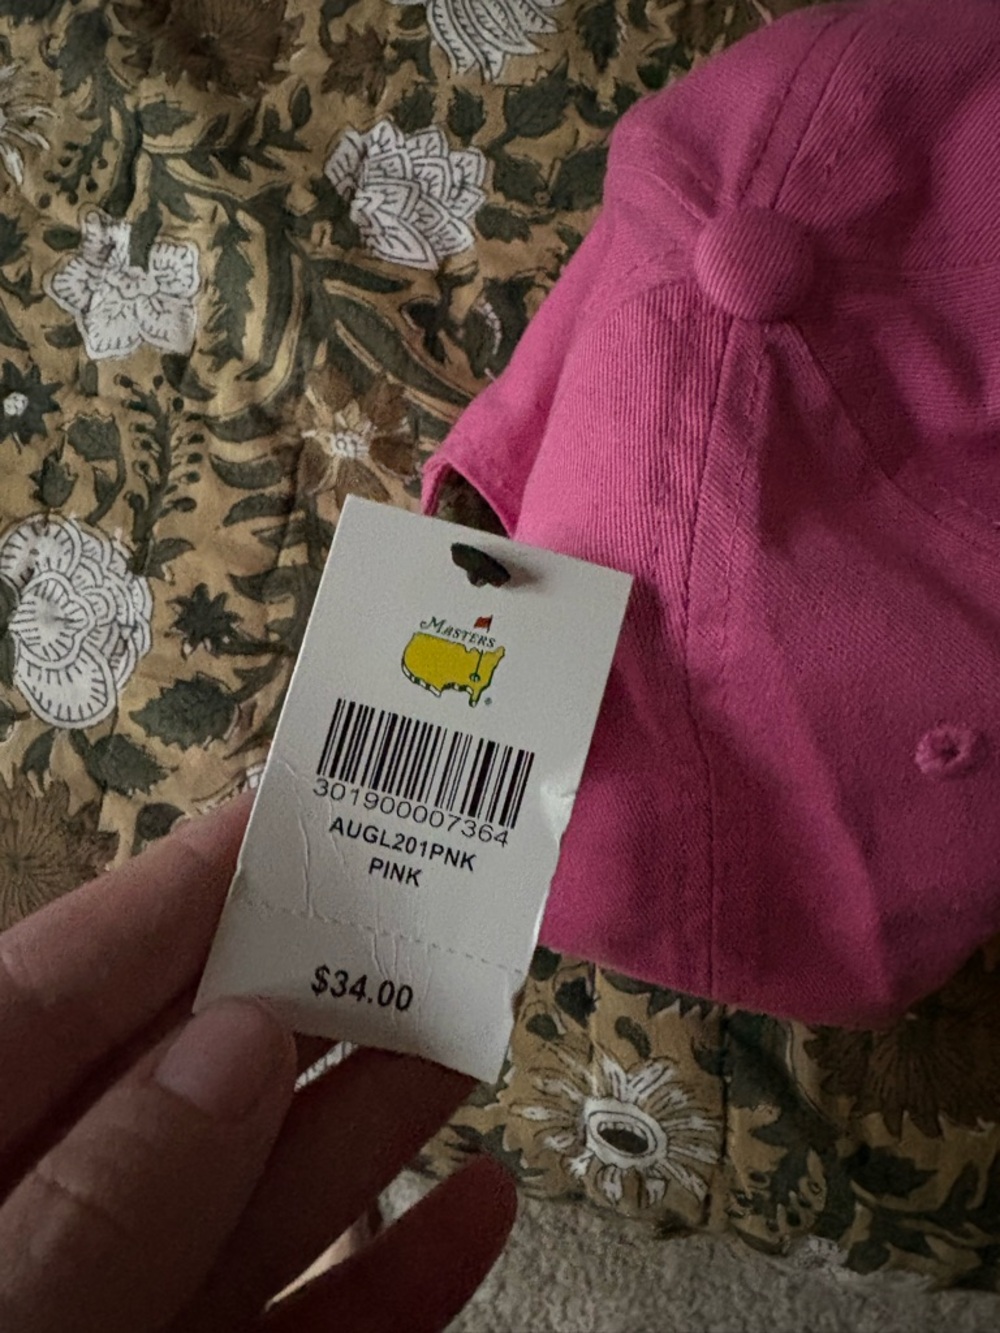 MASTERS
®
301900007364
AUGL201PNK
PINK
$34.00